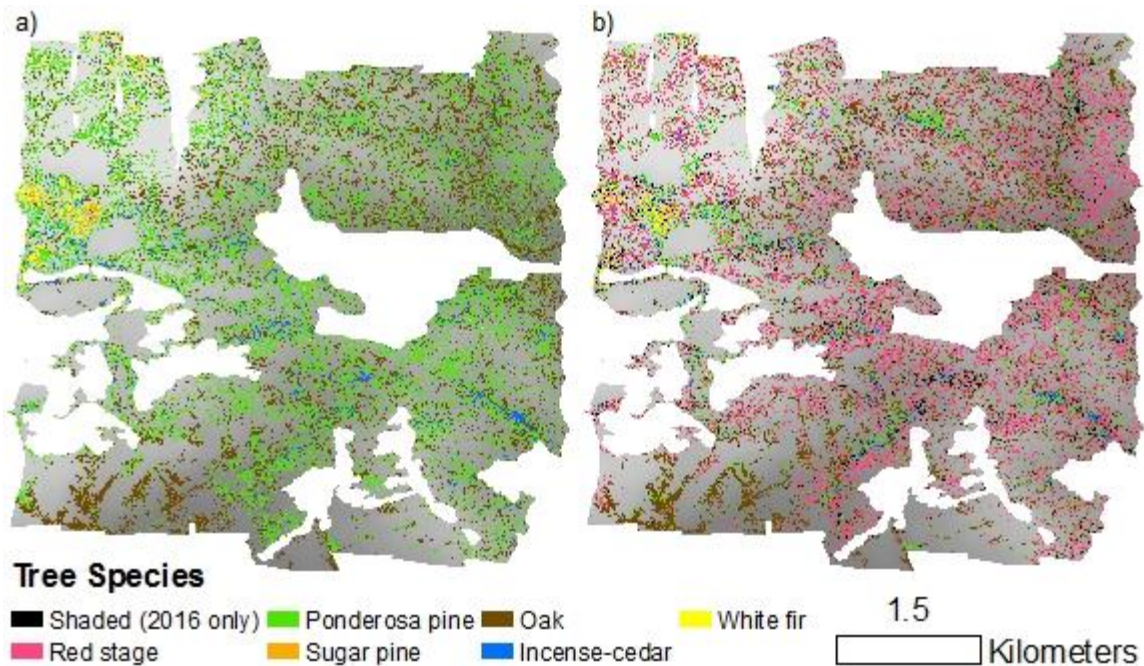 a) b)
Tree Species
Shaded (2016 only) Ponderosa pine Oak White fir
Red stage Sugar pine Incense-cedar
1.5
Kilometers